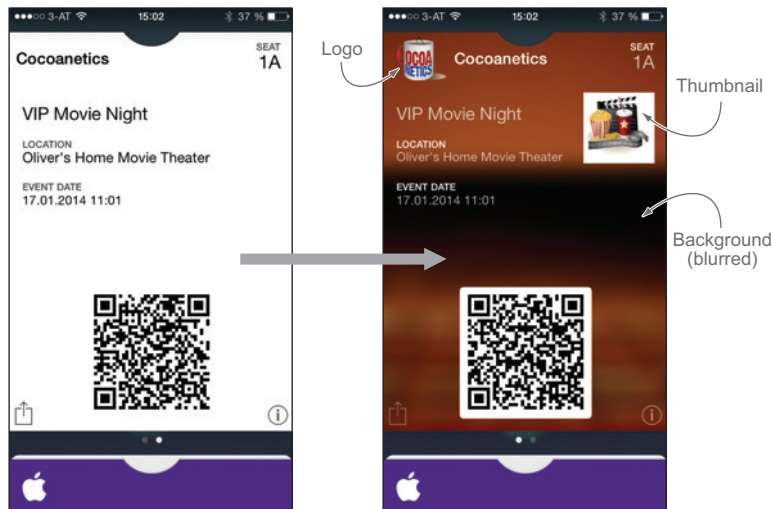 ●●●○○ 3-AT 15:02 37 %
Cocoanetics
SEAT
1A
VIP Movie Night
LOCATION
Oliver's Home Movie Theater
EVENT DATE
17.01.2014 11:01
●●●○○ 3-AT 15:02 37 %
Logo
COCOA
NETICS
Cocoanetics
SEAT
1A
Thumbnail
VIP Movie Night
LOCATION
Oliver's Home Movie Theater
EVENT DATE
17.01.2014 11:01
Background
(blurred)